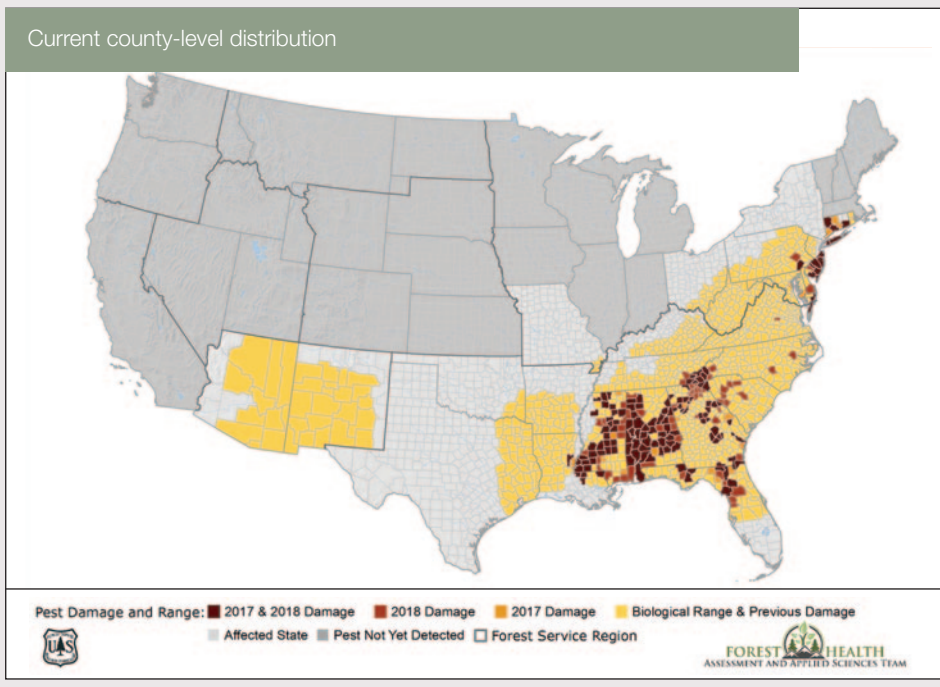 Current county-level distribution
Pest Damage and Range: 2017 & 2018 Damage 2018 Damage 2017 Damage Biological Range & Previous Damage
Affected State Pest Not Yet Detected Forest Service Region
UAS
FOREST HEALTH
ASSESSMENT AND APPLIED SCIENCES TEAM